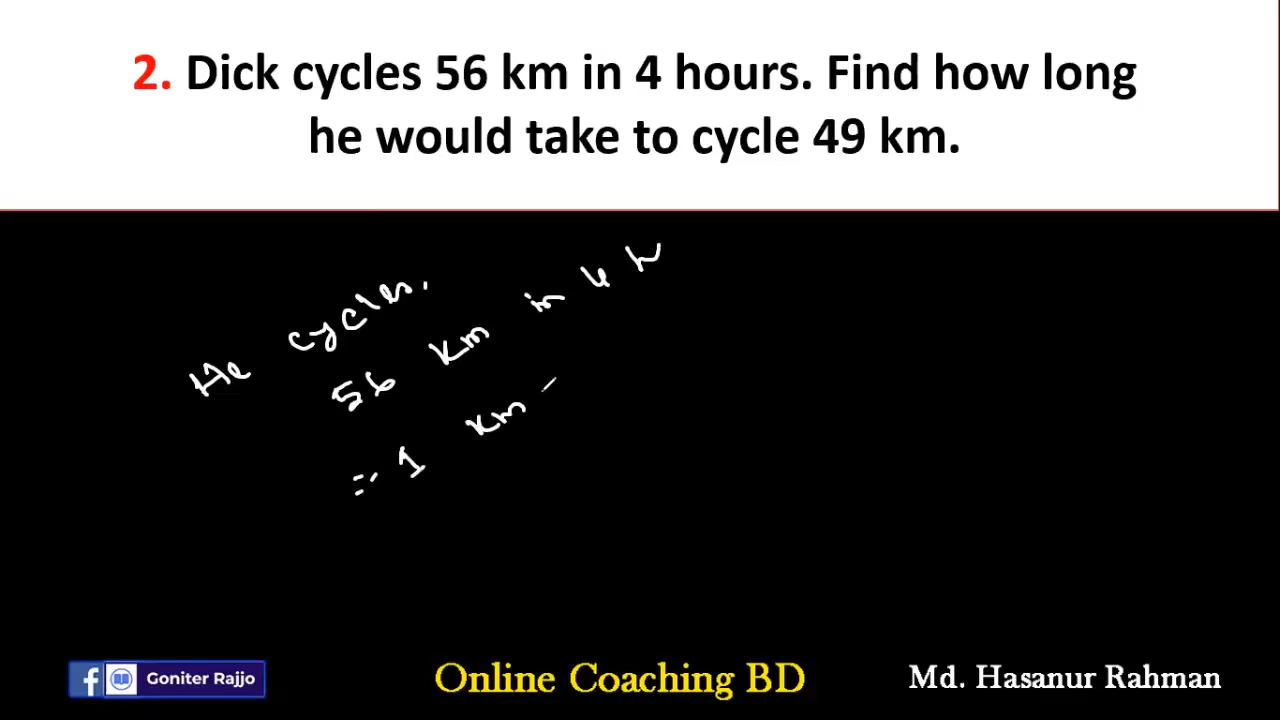 2. Dick cycles 56 km in 4 hours. Find how long
he would take to cycle 49 km.
He cycles,
56 km in 4 h
∴ 1 km
f Goniter Rajjo
Online Coaching BD
Md. Hasanur Rahman